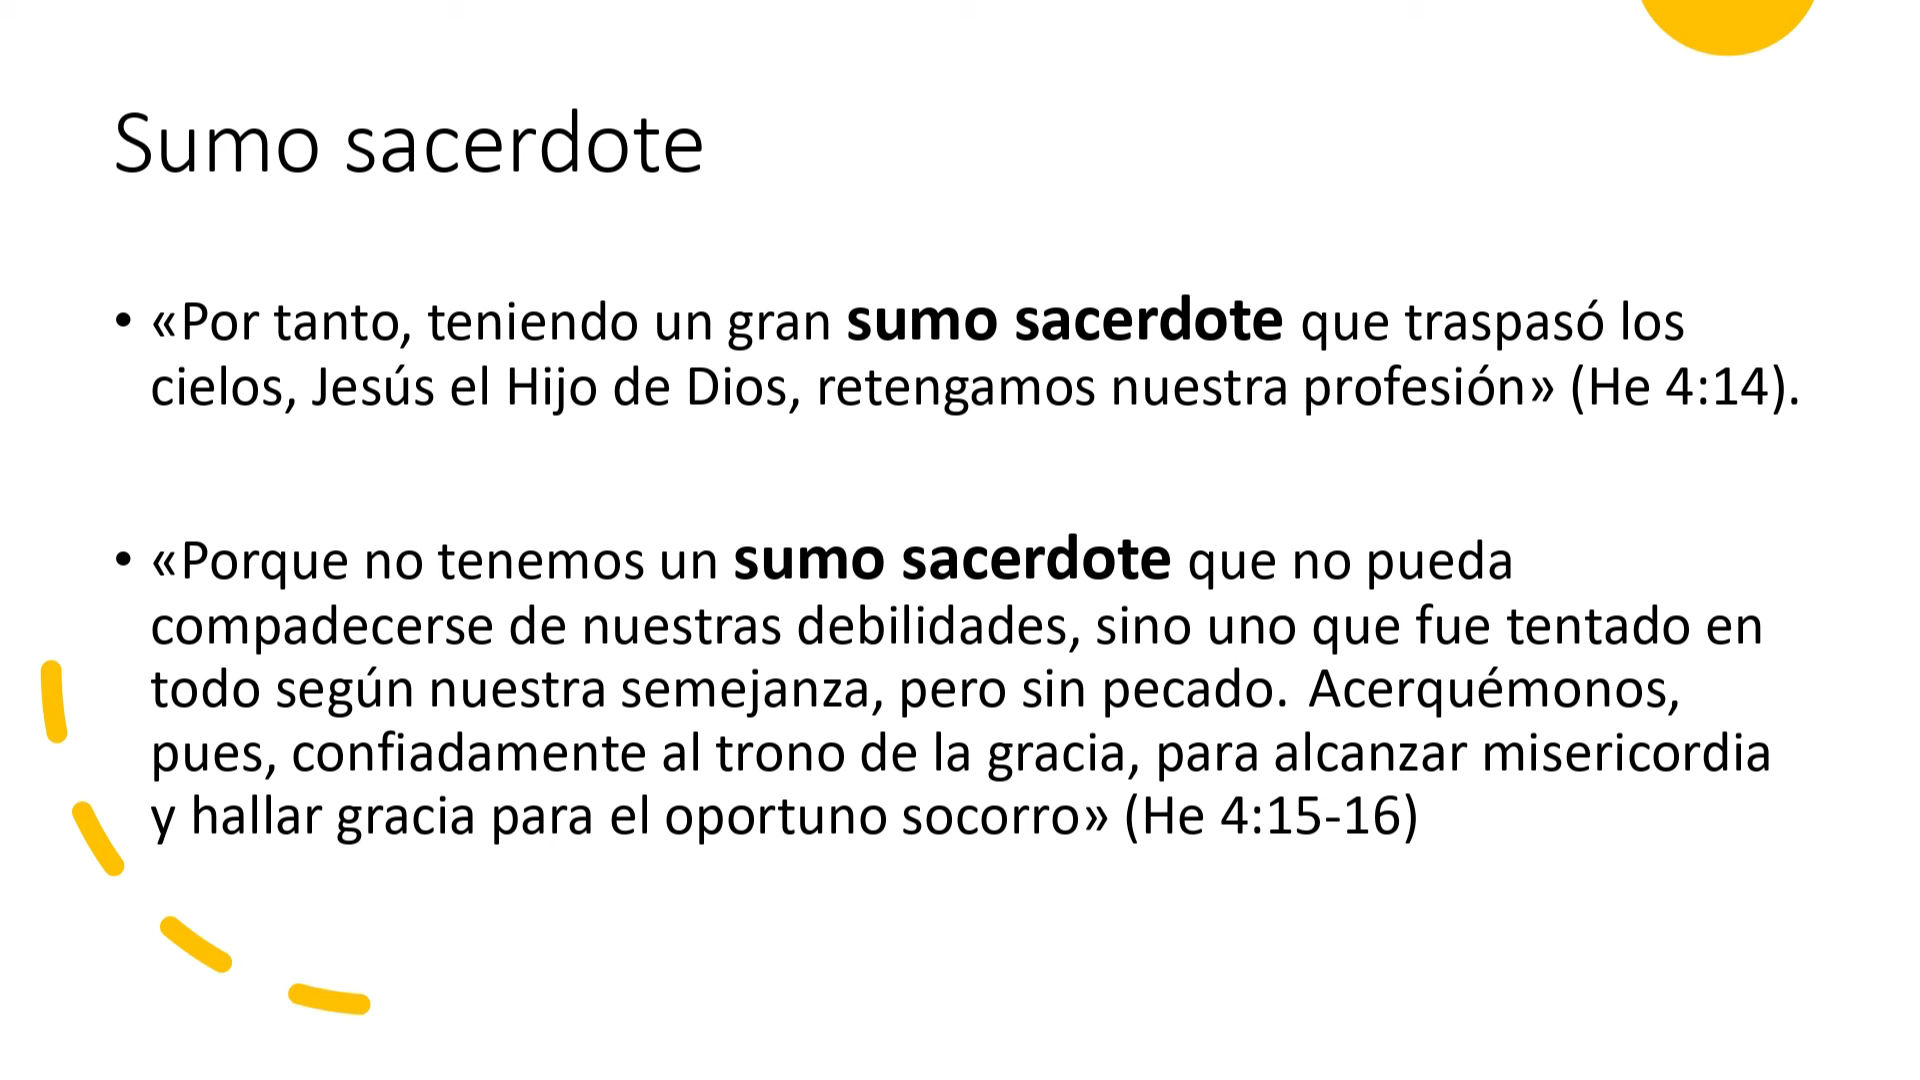 Sumo sacerdote
• «Por tanto, teniendo un gran sumo sacerdote que traspasó los
cielos, Jesús el Hijo de Dios, retengamos nuestra profesión» (He 4:14).
• «Porque no tenemos un sumo sacerdote que no pueda
compadecerse de nuestras debilidades, sino uno que fue tentado en
todo según nuestra semejanza, pero sin pecado. Acerquémonos,
pues, confiadamente al trono de la gracia, para alcanzar misericordia
y hallar gracia para el oportuno socorro» (He 4:15-16)